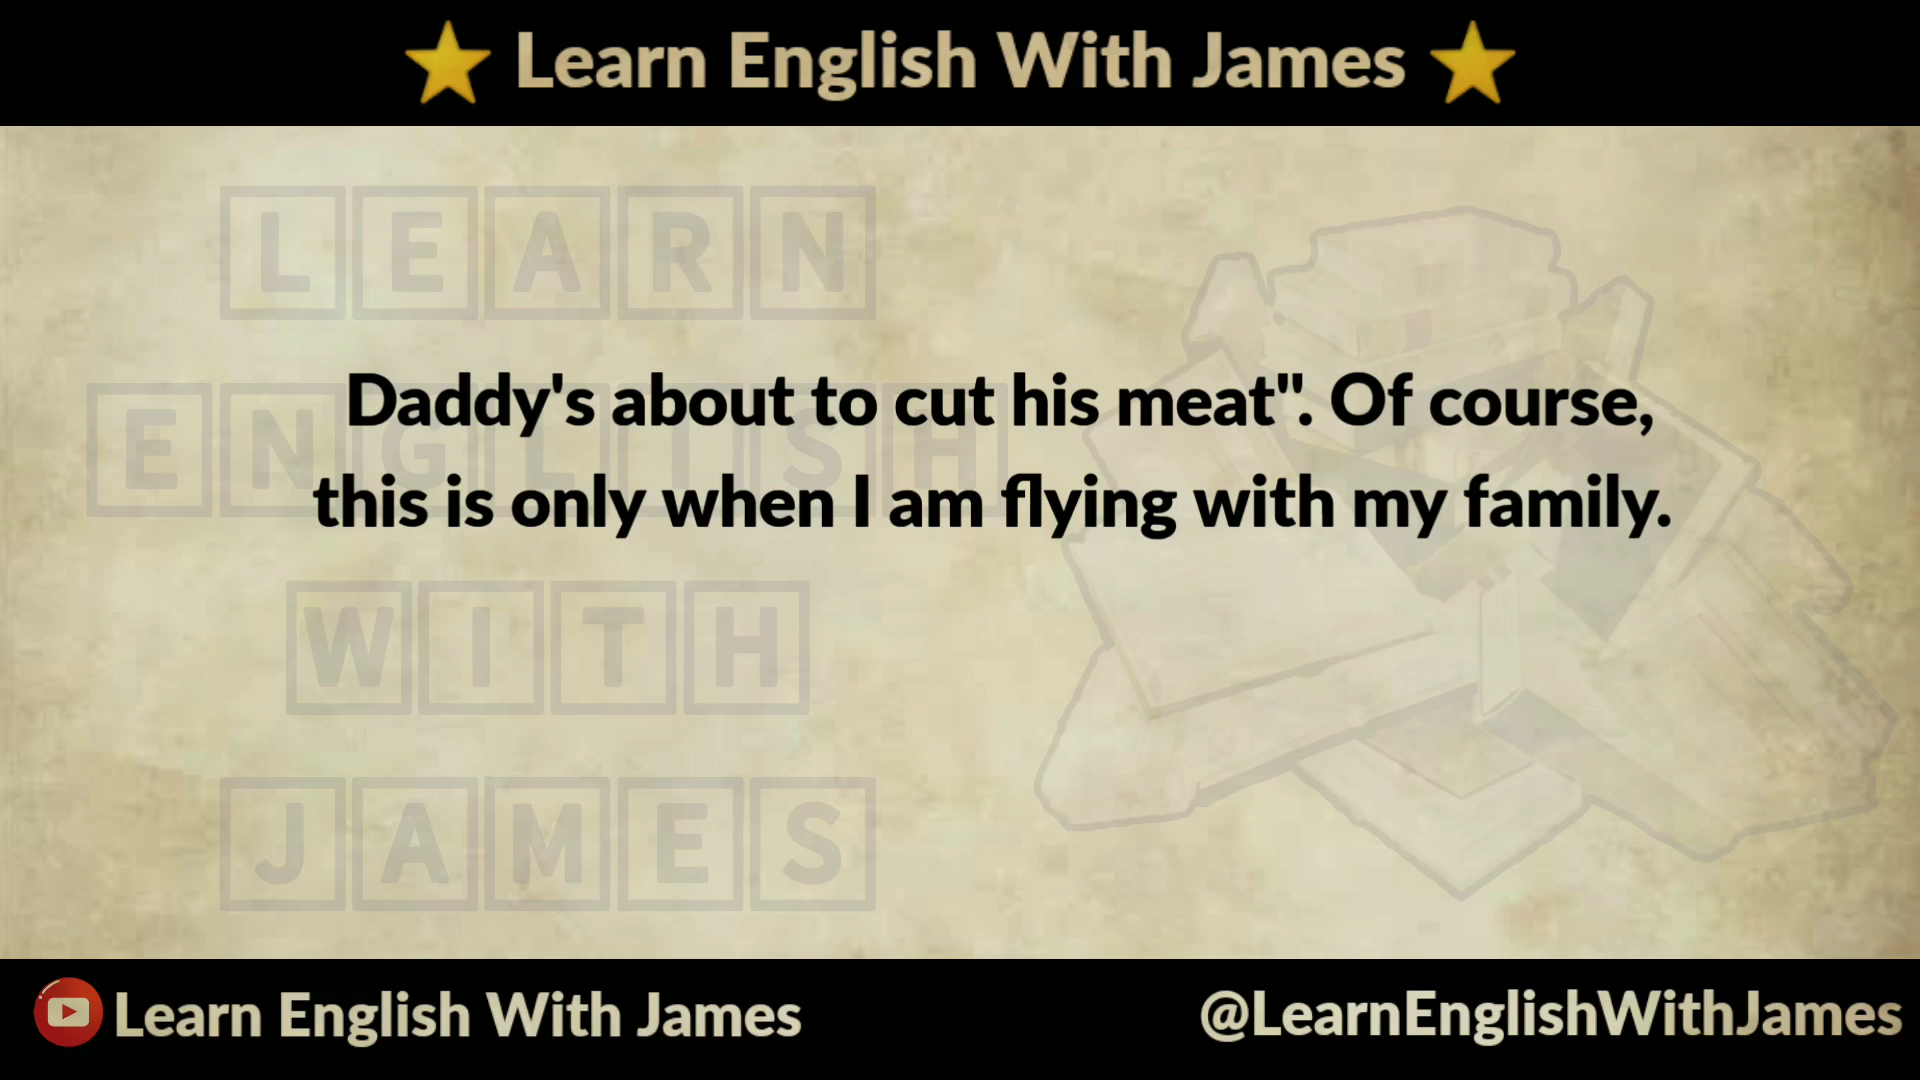 Learn English With James
LEARN
Daddy's about to cut his meat". Of course,
ENGLISH
this is only when I am flying with my family.
WITH
JAMES
Learn English With James
@LearnEnglishWithJames